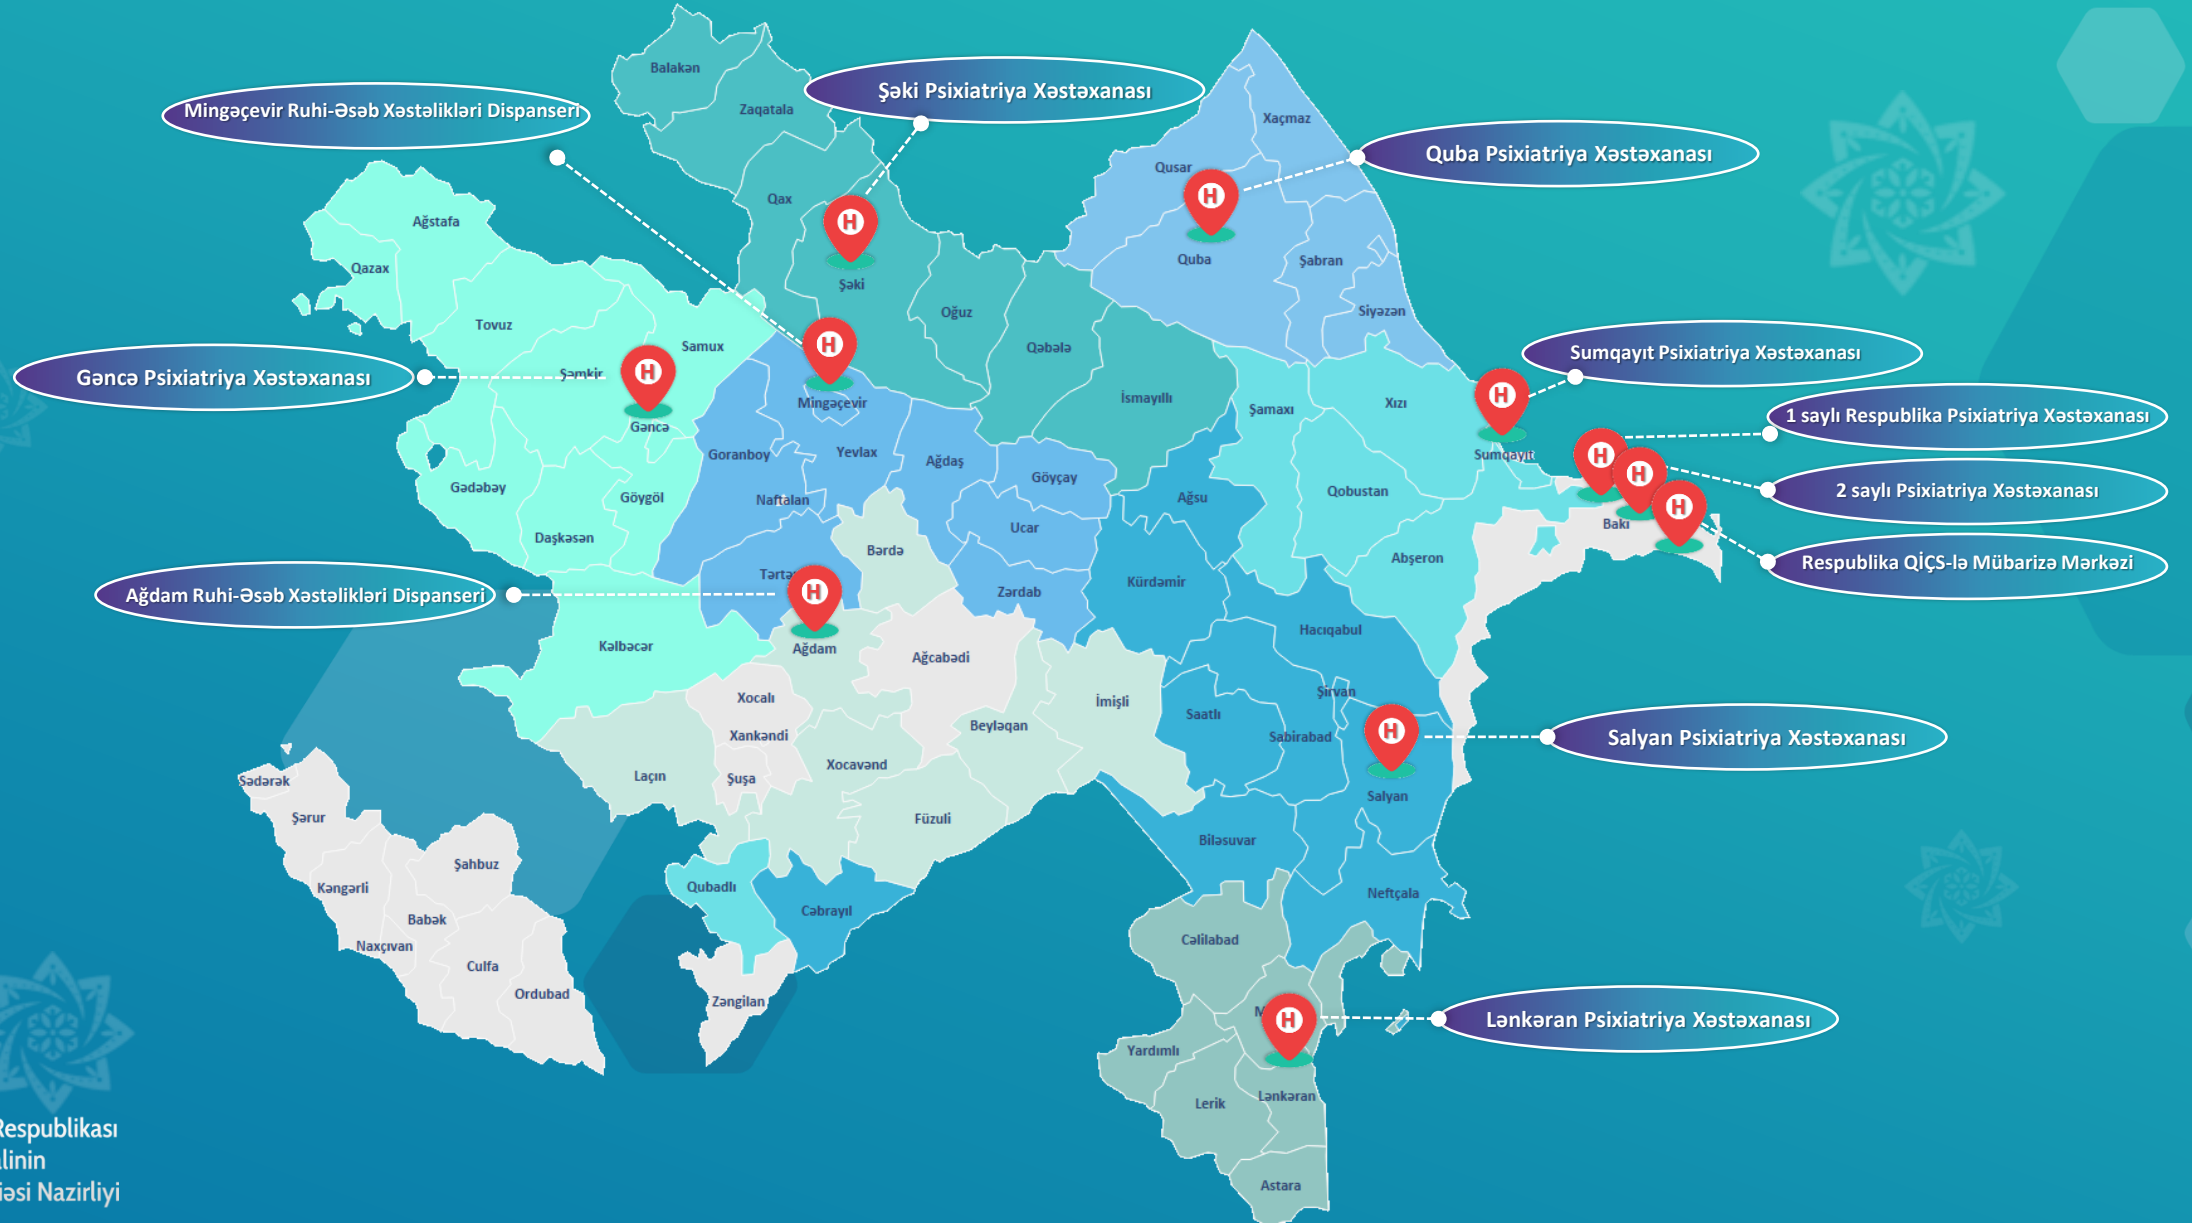 Mingəçevir Ruhi-Əsəb Xəstəlikləri Dispanseri
Şəki Psixiatriya Xəstəxanası
Quba Psixiatriya Xəstəxanası
Gəncə Psixiatriya Xəstəxanası
Sumqayıt Psixiatriya Xəstəxanası
1 saylı Respublika Psixiatriya Xəstəxanası
2 saylı Psixiatriya Xəstəxanası
Respublika QİÇS-lə Mübarizə Mərkəzi
Ağdam Ruhi-Əsəb Xəstəlikləri Dispanseri
Salyan Psixiatriya Xəstəxanası
Lənkəran Psixiatriya Xəstəxanası
Balakən
Zaqatala
Qax
Şəki
Oğuz
Qəbələ
İsmayıllı
Xaçmaz
Qusar
Quba
Şabran
Siyəzən
Ağstafa
Qazax
Tovuz
Şəmkir
Samux
Gəncə
Gədəbəy
Göygöl
Daşkəsən
Kəlbəcər
Mingəçevir
Goranboy
Yevlax
Naftalan
Ağdaş
Göyçay
Ucar
Zərdab
Bərdə
Ağdam
Ağcabədi
Xocalı
Xankəndi
Şuşa
Laçın
Xocavənd
Beyləqan
İmişli
Füzuli
Qubadlı
Cəbrayıl
Zəngilan
Şamaxı
Xızı
Sumqayıt
Qobustan
Abşeron
Bakı
Ağsu
Kürdəmir
Hacıqabul
Şirvan
Saatlı
Sabirabad
Salyan
Biləsuvar
Neftçala
Cəlilabad
Yardımlı
Lerik
Lənkəran
Astara
Sədərək
Şərur
Kəngərli
Şahbuz
Babək
Naxçıvan
Culfa
Ordubad
H
H
H
H
H
H
H
H
H
H
H
Respublikası
Nazirliyi